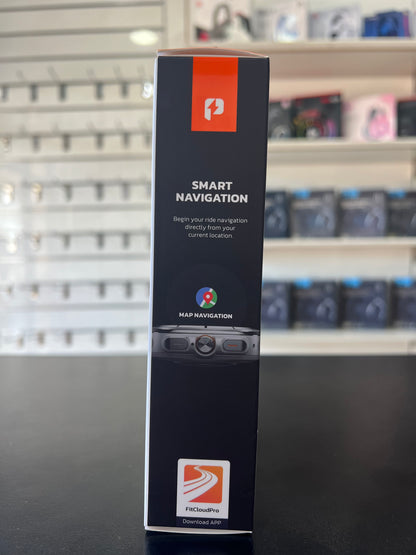 SMART
NAVIGATION
Begin your ride navigation
directly from your
current location.
MAP NAVIGATION
FitCloudPro
Download APP